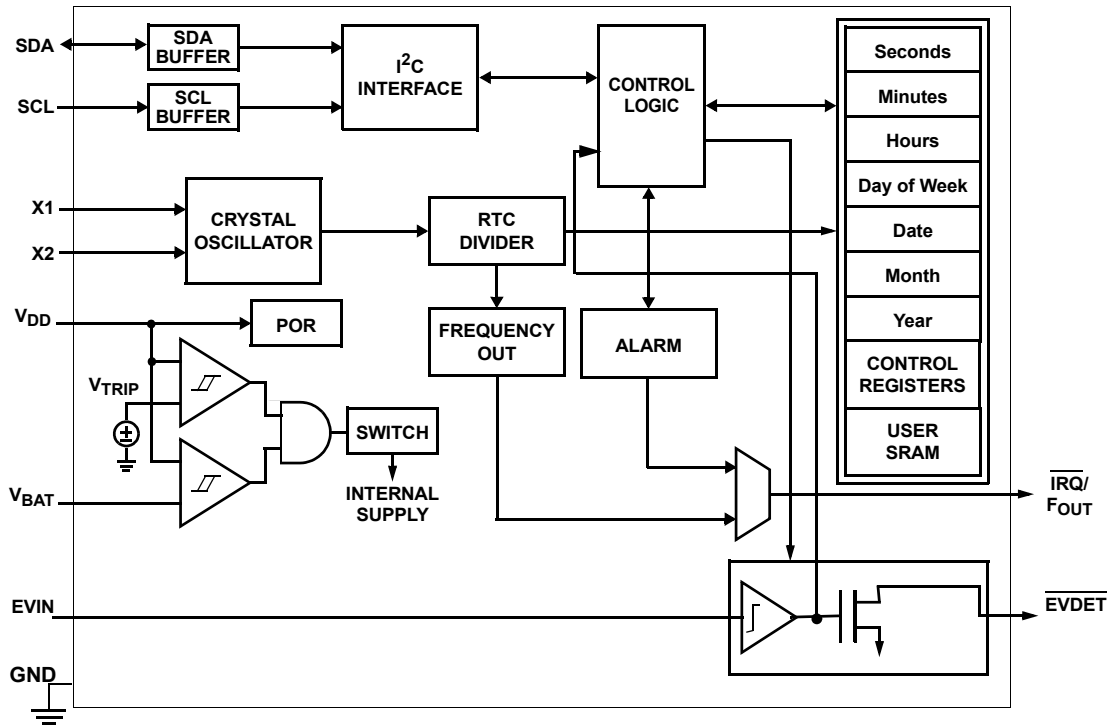 SDA
SDA
BUFFER
I²C
INTERFACE
CONTROL
LOGIC
Seconds
Minutes
Hours
Day of Week
Date
Month
Year
CONTROL
REGISTERS
USER
SRAM
SCL
SCL
BUFFER
X1
X2
CRYSTAL
OSCILLATOR
RTC
DIVIDER
VDD
POR
FREQUENCY
OUT
ALARM
VTRIP
SWITCH
INTERNAL
SUPPLY
VBAT
IRQ/
FOUT
EVIN
EVDET
GND